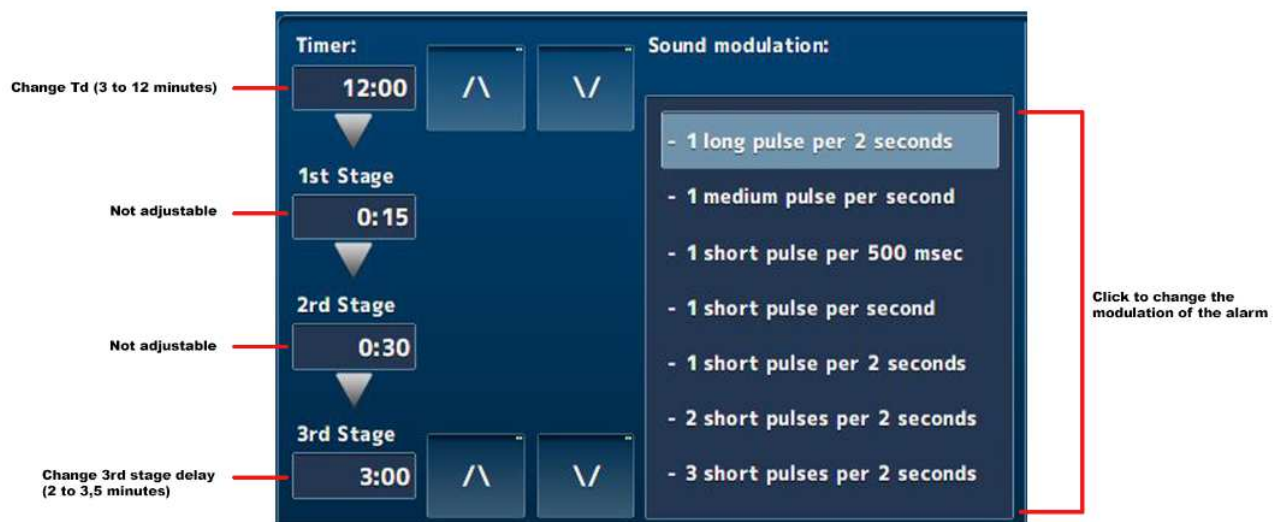 Timer:
Sound modulation:
Change Td (3 to 12 minutes)
12:00
/\
\/
- 1 long pulse per 2 seconds
1st Stage
- 1 medium pulse per second
Not adjustable
0:15
- 1 short pulse per 500 msec
2rd Stage
- 1 short pulse per second
Click to change the
modulation of the alarm
Not adjustable
0:30
- 1 short pulse per 2 seconds
- 2 short pulses per 2 seconds
3rd Stage
Change 3rd stage delay
(2 to 3,5 minutes)
3:00
/\
\/
- 3 short pulses per 2 seconds